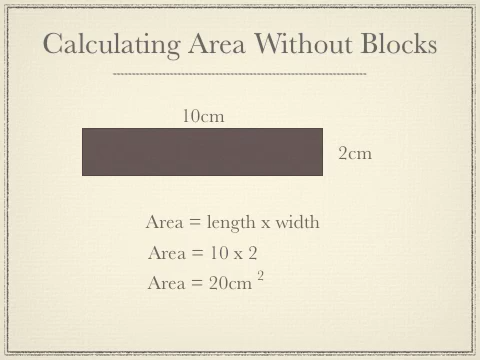 Calculating Area Without Blocks
10cm
2cm
Area = length x width
Area = 10 x 2
Area = 20cm ²